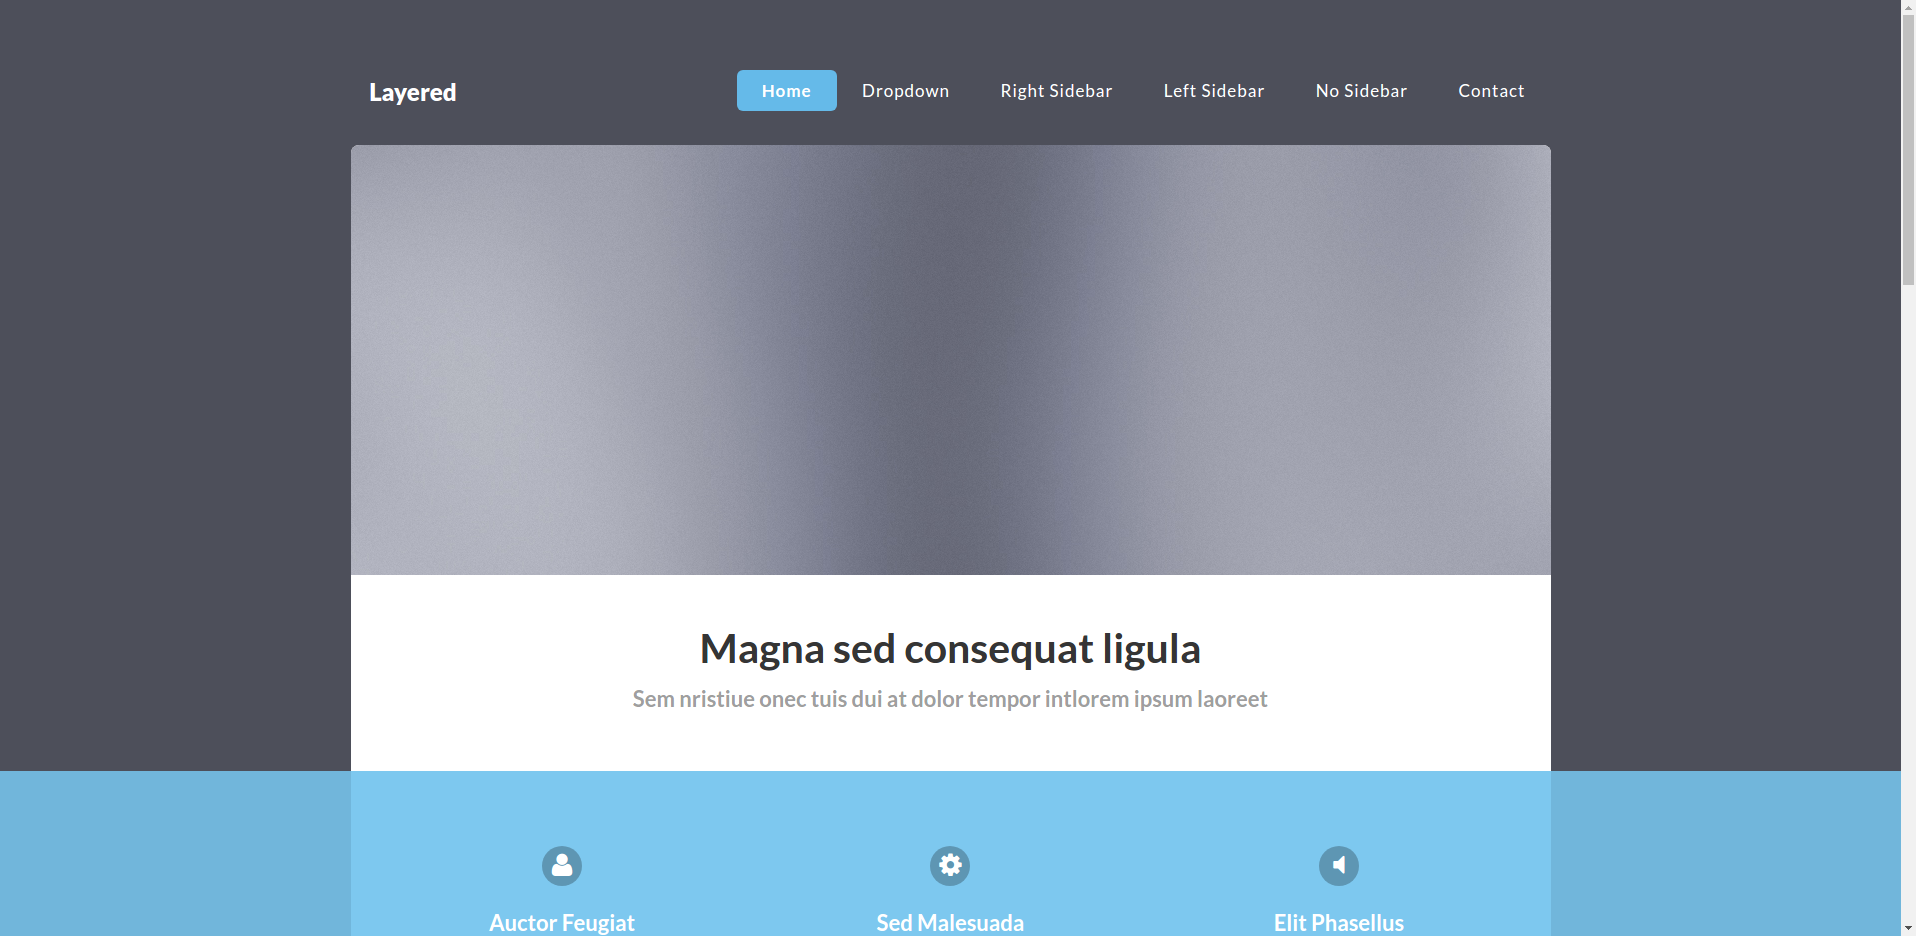 Layered
Home Dropdown Right Sidebar Left Sidebar No Sidebar Contact
Magna sed consequat ligula
Sem nristiue onec tuis dui at dolor tempor intlorem ipsum laoreet
Auctor Feugiat Sed Malesuada Elit Phasellus